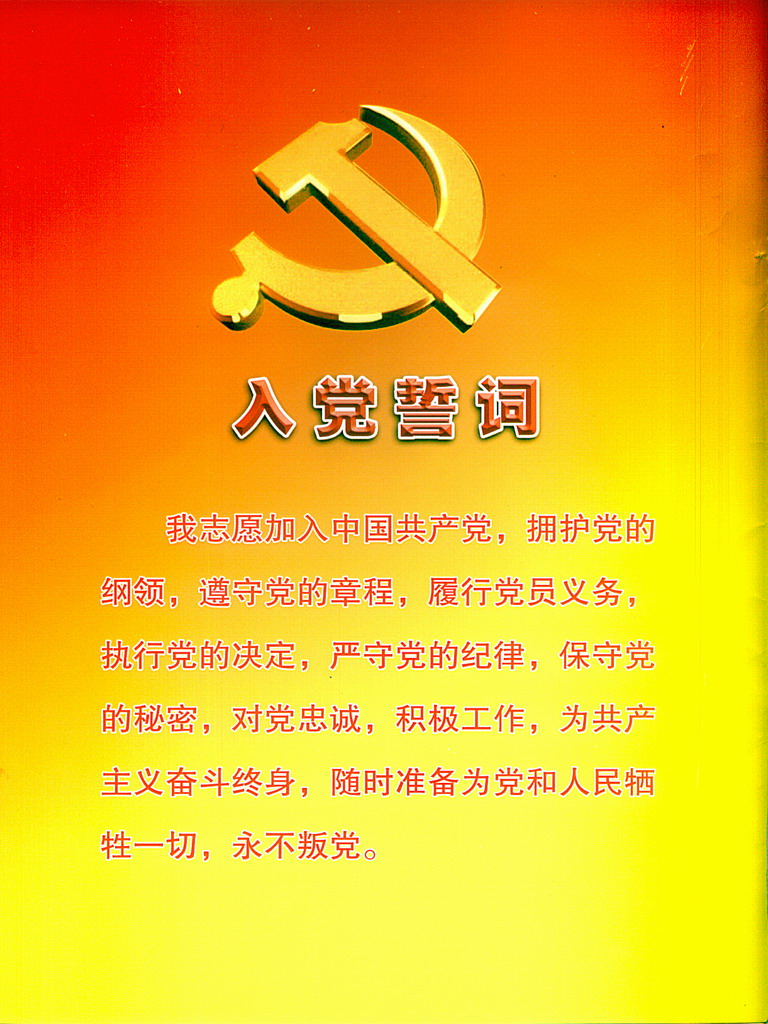 入党誓词
我志愿加入中国共产党，拥护党的
纲领，遵守党的章程，履行党员义务，
执行党的决定，严守党的纪律，保守党
的秘密，对党忠诚，积极工作，为共产
主义奋斗终身，随时准备为党和人民牺
牲一切，永不叛党。